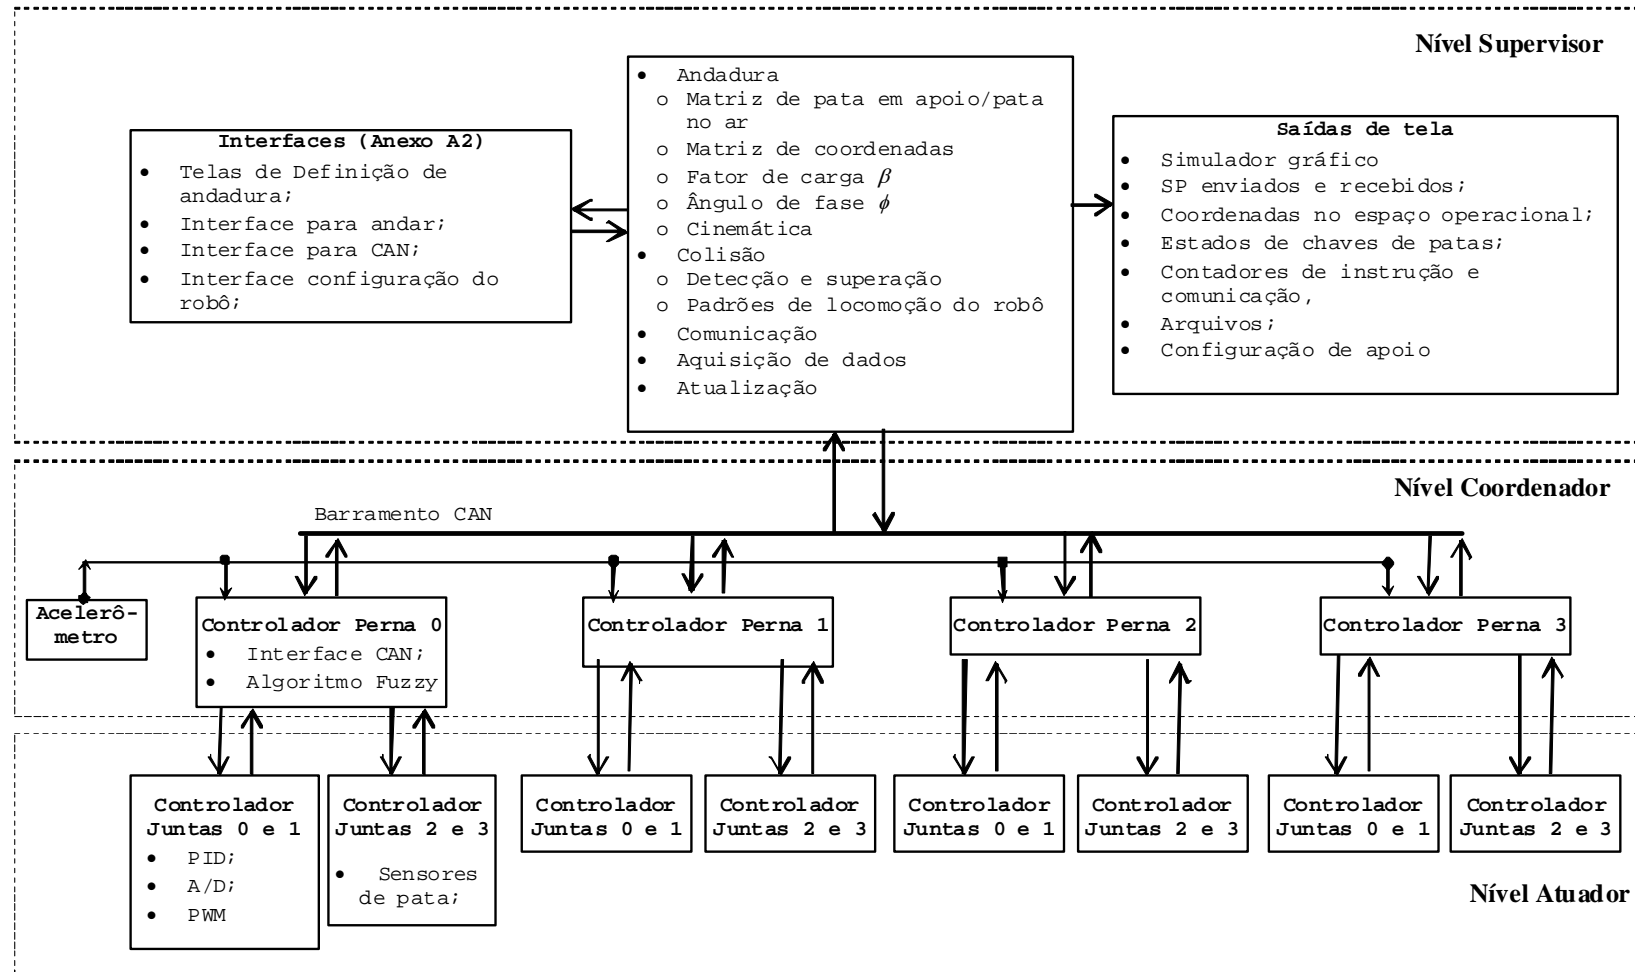 Nível Supervisor
Interfaces (Anexo A2)
• Telas de Definição de
andadura;
• Interface para andar;
• Interface para CAN;
• Interface configuração do
robô;
• Andadura
o Matriz de pata em apoio/pata
no ar
o Matriz de coordenadas
o Fator de carga β
o Ângulo de fase ϕ
o Cinemática
• Colisão
o Detecção e superação
o Padrões de locomoção do robô
• Comunicação
• Aquisição de dados
• Atualização
Saídas de tela
• Simulador gráfico
• SP enviados e recebidos;
• Coordenadas no espaço operacional;
• Estados de chaves de patas;
• Contadores de instrução e
comunicação,
• Arquivos;
• Configuração de apoio
Nível Coordenador
Barramento CAN
Acelerô-
metro
Controlador Perna 0
• Interface CAN;
• Algoritmo Fuzzy
Controlador Perna 1
Controlador Perna 2
Controlador Perna 3
Controlador
Juntas 0 e 1
• PID;
• A/D;
• PWM
Controlador
Juntas 2 e 3
• Sensores
de pata;
Controlador
Juntas 0 e 1
Controlador
Juntas 2 e 3
Controlador
Juntas 0 e 1
Controlador
Juntas 2 e 3
Controlador
Juntas 0 e 1
Controlador
Juntas 2 e 3
Nível Atuador